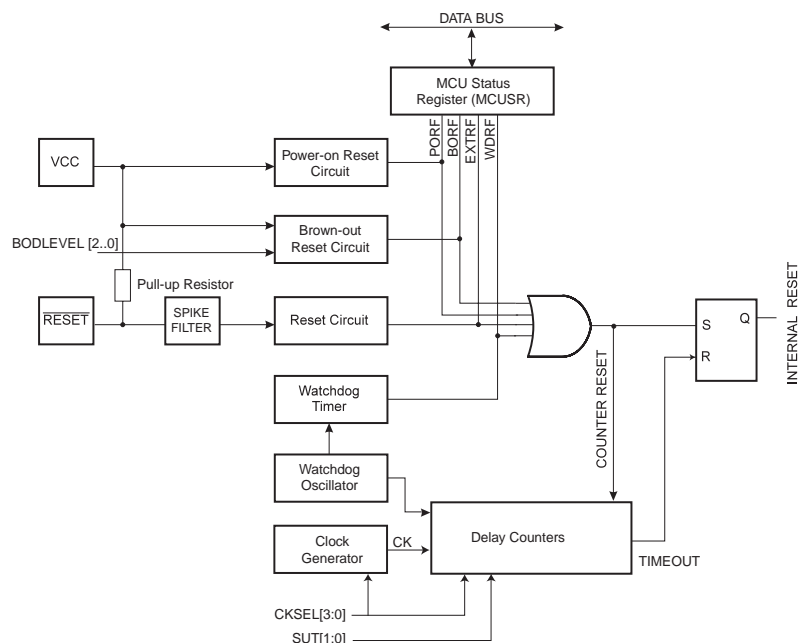 DATA BUS
MCU Status
Register (MCUSR)
PORF
BORF
EXTRF
WDRF
VCC
Power-on Reset
Circuit
Brown-out
Reset Circuit
BODLEVEL [2..0]
Pull-up Resistor
RESET
SPIKE
FILTER
Reset Circuit
S
Q
R
INTERNAL RESET
COUNTER RESET
Watchdog
Timer
Watchdog
Oscillator
Clock
Generator
CK
Delay Counters
TIMEOUT
CKSEL[3:0]
SUT[1:0]